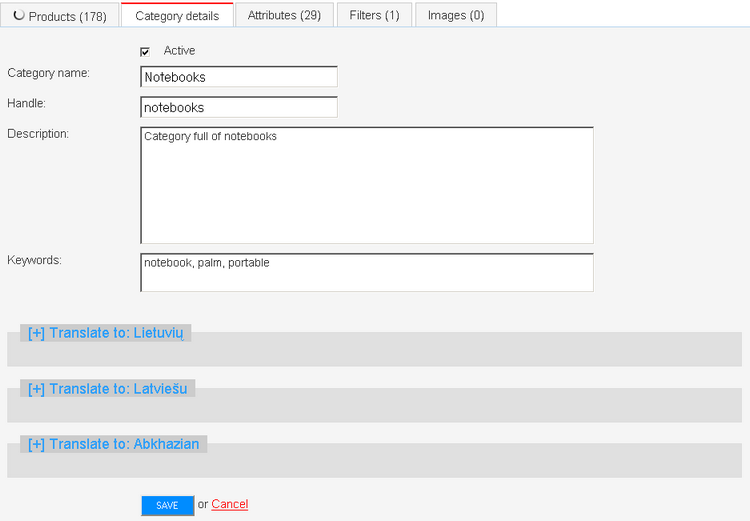 Products (178) Category details Attributes (29) Filters (1) Images (0)
Active
Category name: Notebooks
Handle: notebooks
Description: Category full of notebooks
Keywords: notebook, palm, portable
[+] Translate to: Lietuvių
[+] Translate to: Latviešu
[+] Translate to: Abkhazian
SAVE or Cancel